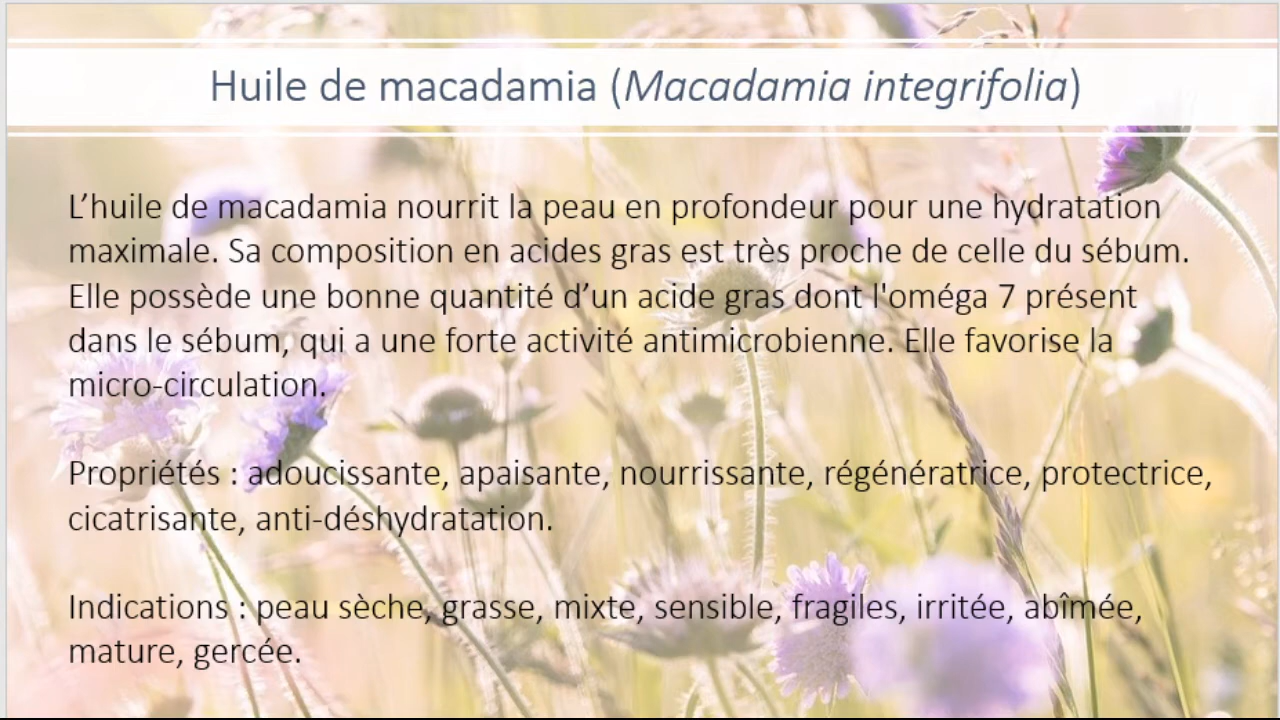 Huile de macadamia (Macadamia integrifolia)
L’huile de macadamia nourrit la peau en profondeur pour une hydratation
maximale. Sa composition en acides gras est très proche de celle du sébum.
Elle possède une bonne quantité d’un acide gras dont l'oméga 7 présent
dans le sébum, qui a une forte activité antimicrobienne. Elle favorise la
micro-circulation.
Propriétés : adoucissante, apaisante, nourrissante, régénératrice, protectrice,
cicatrisante, anti-déshydratation.
Indications : peau sèche, grasse, mixte, sensible, fragiles, irritée, abîmée,
mature, gercée.